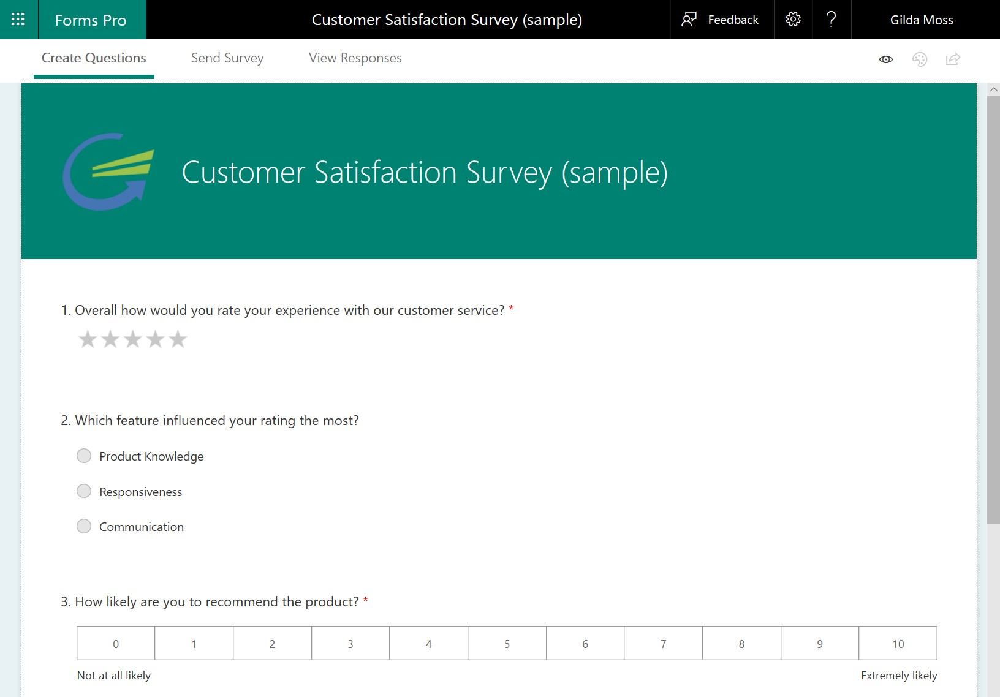 Forms Pro
Customer Satisfaction Survey (sample)
Feedback
?
Gilda Moss
Create Questions
Send Survey
View Responses
Customer Satisfaction Survey (sample)
1. Overall how would you rate your experience with our customer service? *
2. Which feature influenced your rating the most?
Product Knowledge
Responsiveness
Communication
3. How likely are you to recommend the product? *
0 1 2 3 4 5 6 7 8 9 10
Not at all likely Extremely likely